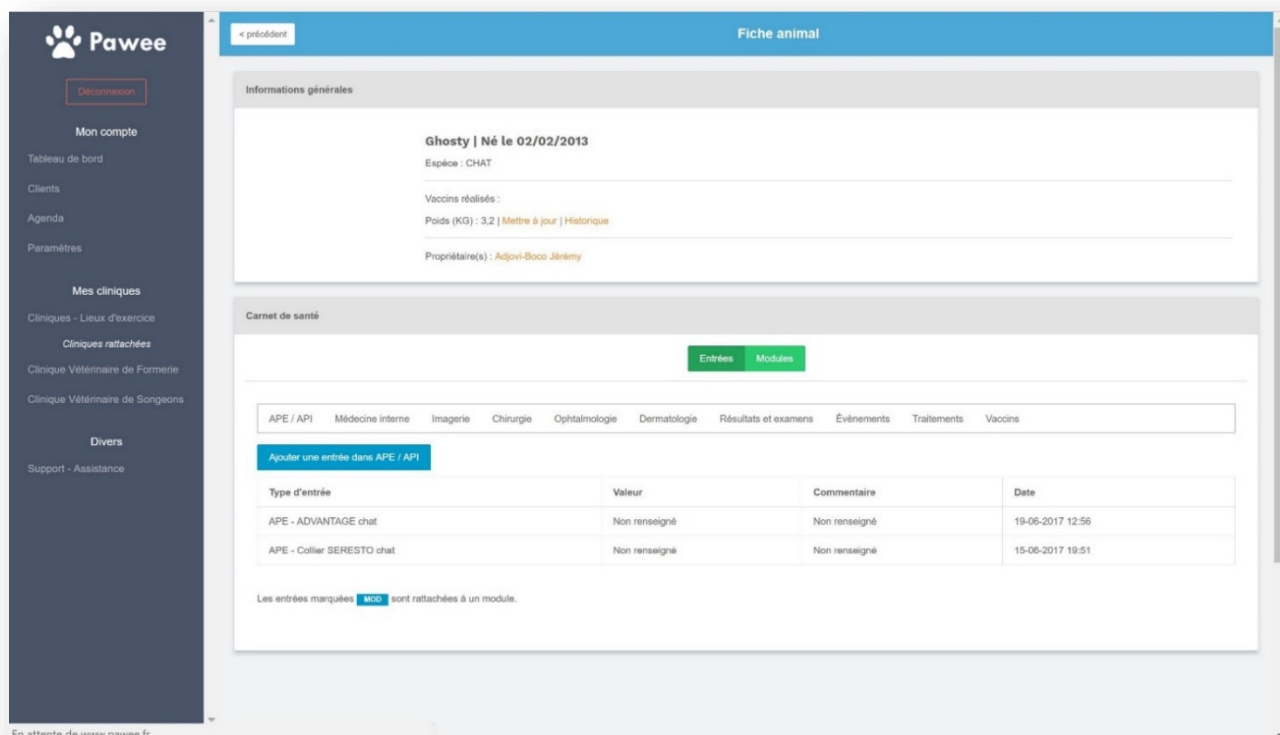 Pawee
Déconnexion
Mon compte
Tableau de bord
Clients
Agenda
Paramètres
Mes cliniques
Cliniques - Lieux d'exercice
Cliniques rattachées
Clinique Vétérinaire de Formerie
Clinique Vétérinaire de Songeons
Divers
Support - Assistance
< précédent
Fiche animal
Informations générales
Ghosty | Né le 02/02/2013
Espèce : CHAT
Vaccins réalisés :
Poids (KG) : 3,2 | Mettre à jour | Historique
Propriétaire(s) : Adjovi-Boco Jérémy
Carnet de santé
Entrées Modules
APE / API Médecine interne Imagerie Chirurgie Ophtalmologie Dermatologie Résultats et examens Évènements Traitements Vaccins
Ajouter une entrée dans APE / API
Type d'entrée Valeur Commentaire Date
APE - ADVANTAGE chat Non renseigné Non renseigné 19-06-2017 12:56
APE - Collier SERESTO chat Non renseigné Non renseigné 15-06-2017 19:51
Les entrées marquées MOD sont rattachées à un module.
En attente de www.pawee.fr